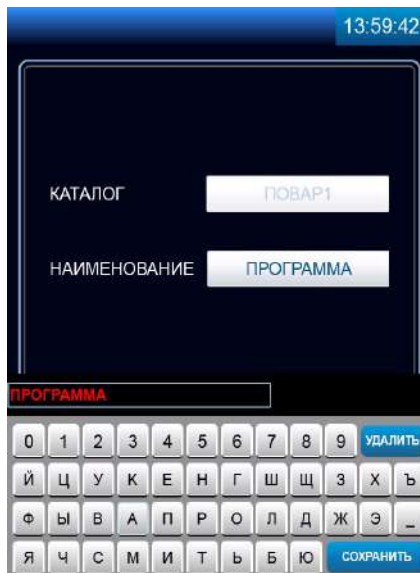 13:59:42
КАТАЛОГ ПОВАР1
НАИМЕНОВАНИЕ ПРОГРАММА
ПРОГРАММА
0 1 2 3 4 5 6 7 8 9 УДАЛИТЬ
Й Ц У К Е Н Г Ш Щ З Х Ъ
Ф Ы В А П Р О Л Д Ж Э _
Я Ч С М И Т Ь Б Ю СОХРАНИТЬ